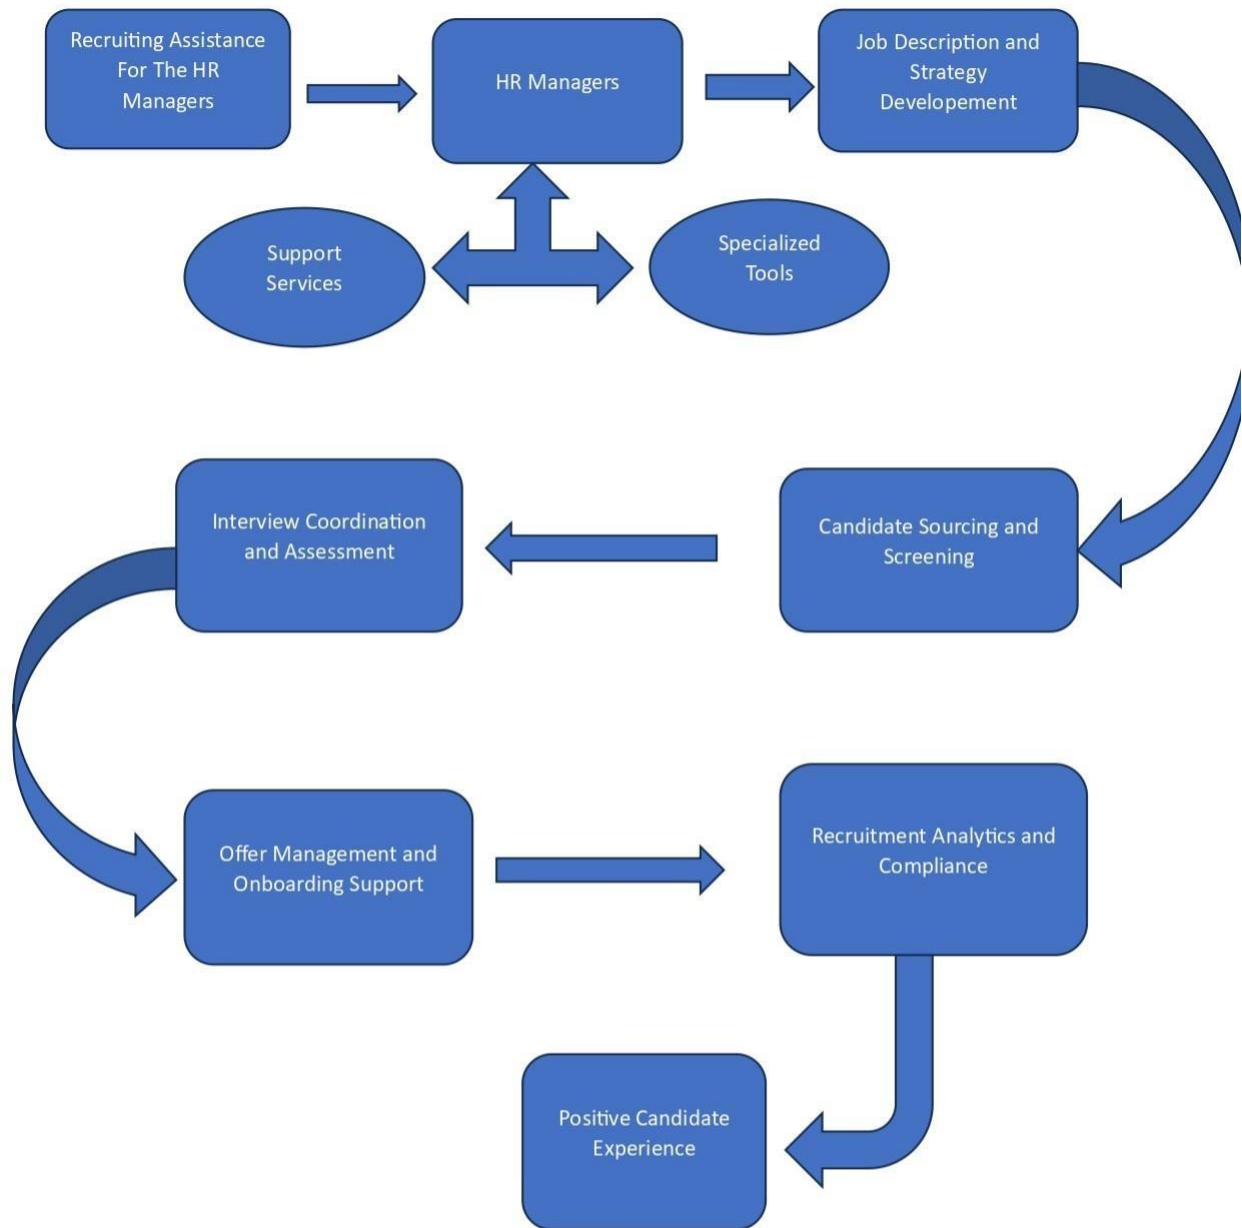 Recruiting Assistance
For The HR
Managers
HR Managers
Job Description and
Strategy
Developement
Support
Services
Specialized
Tools
Interview Coordination
and Assessment
Candidate Sourcing and
Screening
Offer Management and
Onboarding Support
Recruitment Analytics and
Compliance
Positive Candidate
Experience